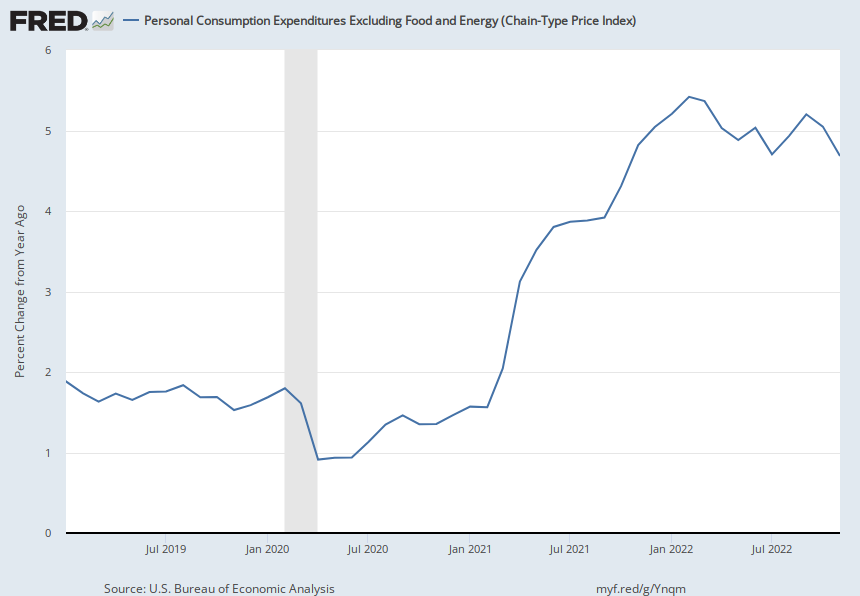 FRED
Personal Consumption Expenditures Excluding Food and Energy (Chain-Type Price Index)
6
5
4
3
2
1
0
Percent Change from Year Ago
Jul 2019 Jan 2020 Jul 2020 Jan 2021 Jul 2021 Jan 2022 Jul 2022
Source: U.S. Bureau of Economic Analysis
myf.red/g/Ynqm